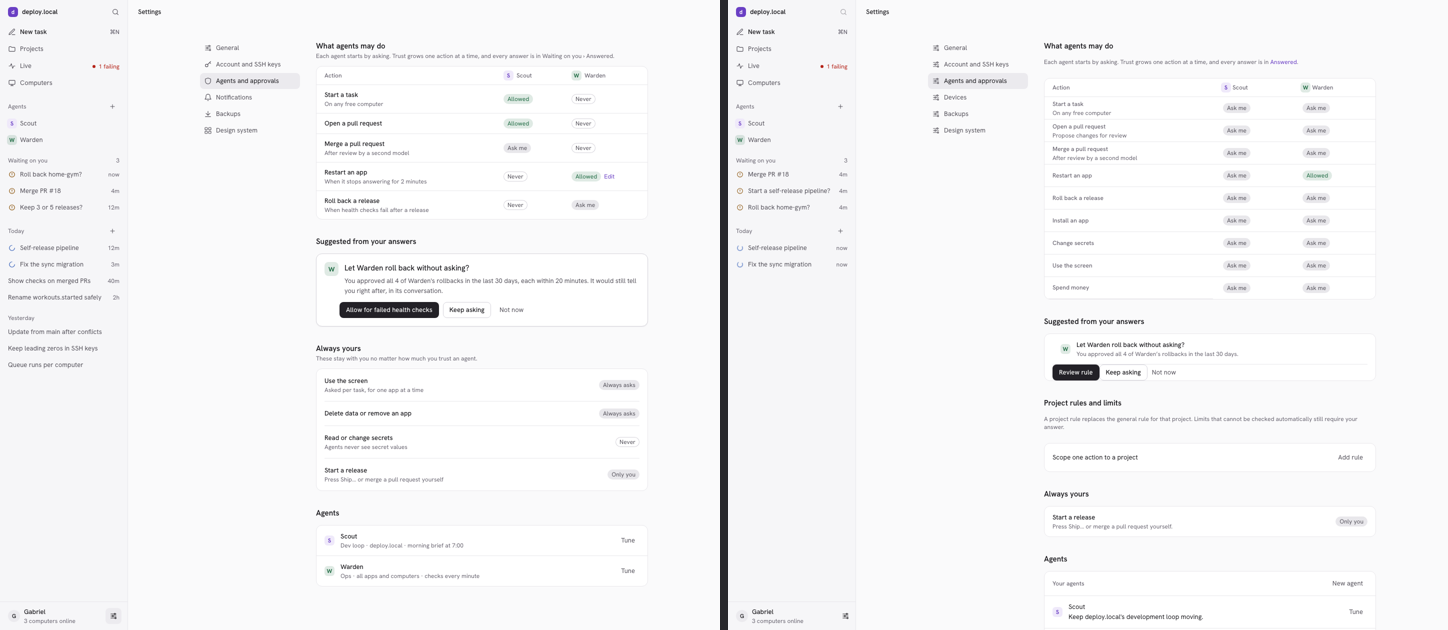 d deploy.local
New task ⌘N
Projects
Live 1 failing
Computers
Agents
S Scout
W Warden
Waiting on you 3
Roll back home-gym? now
Merge PR #18 4m
Keep 3 or 5 releases? 12m
Today
Self-release pipeline 12m
Fix the sync migration 3m
Show checks on merged PRs 40m
Rename workouts.started safely 2h
Yesterday
Update from main after conflicts
Keep leading zeros in SSH keys
Queue runs per computer
G Gabriel
3 computers online
Settings
General
Account and SSH keys
Agents and approvals
Notifications
Backups
Design system
What agents may do
Each agent starts by asking. Trust grows one action at a time, and every answer is in Waiting on you › Answered.
Action S Scout W Warden
Start a task
On any free computer
Allowed Never
Open a pull request Allowed Never
Merge a pull request
After review by a second model
Ask me Never
Restart an app
When it stops answering for 2 minutes
Never Allowed Edit
Roll back a release
When health checks fail after a release
Never Ask me
Suggested from your answers
W Let Warden roll back without asking?
You approved all 4 of Warden's rollbacks in the last 30 days, each within 20 minutes. It would still tell
you right after, in its conversation.
Allow for failed health checks Keep asking Not now
Always yours
These stay with you no matter how much you trust an agent.
Use the screen
Asked per task, for one app at a time
Always asks
Delete data or remove an app Always asks
Read or change secrets
Agents never see secret values
Never
Start a release
Press Ship... or merge a pull request yourself
Only you
Agents
S Scout
Dev loop · deploy.local · morning brief at 7:00
Tune
W Warden
Ops · all apps and computers · checks every minute
Tune
d deploy.local
New task ⌘N
Projects
Live 1 failing
Computers
Agents
S Scout
W Warden
Waiting on you 3
Merge PR #18 4m
Start a self-release pipeline? 4m
Roll back home-gym? 4m
Today
Self-release pipeline now
Fix the sync migration now
G Gabriel
3 computers online
Settings
General
Account and SSH keys
Agents and approvals
Devices
Backups
Design system
What agents may do
Each agent starts by asking. Trust grows one action at a time, and every answer is in Answered.
Action S Scout W Warden
Start a task
On any free computer
Ask me Ask me
Open a pull request
Propose changes for review
Ask me Ask me
Merge a pull request
After review by a second model
Ask me Ask me
Restart an app Ask me Allowed
Roll back a release Ask me Ask me
Install an app Ask me Ask me
Change secrets Ask me Ask me
Use the screen Ask me Ask me
Spend money Ask me Ask me
Suggested from your answers
W Let Warden roll back without asking?
You approved all 4 of Warden's rollbacks in the last 30 days.
Review rule Keep asking Not now
Project rules and limits
A project rule replaces the general rule for that project. Limits that cannot be checked automatically still require your
answer.
Scope one action to a project Add rule
Always yours
Start a release
Press Ship... or merge a pull request yourself.
Only you
Agents
Your agents New agent
S Scout
Keep deploy.local's development loop moving.
Tune